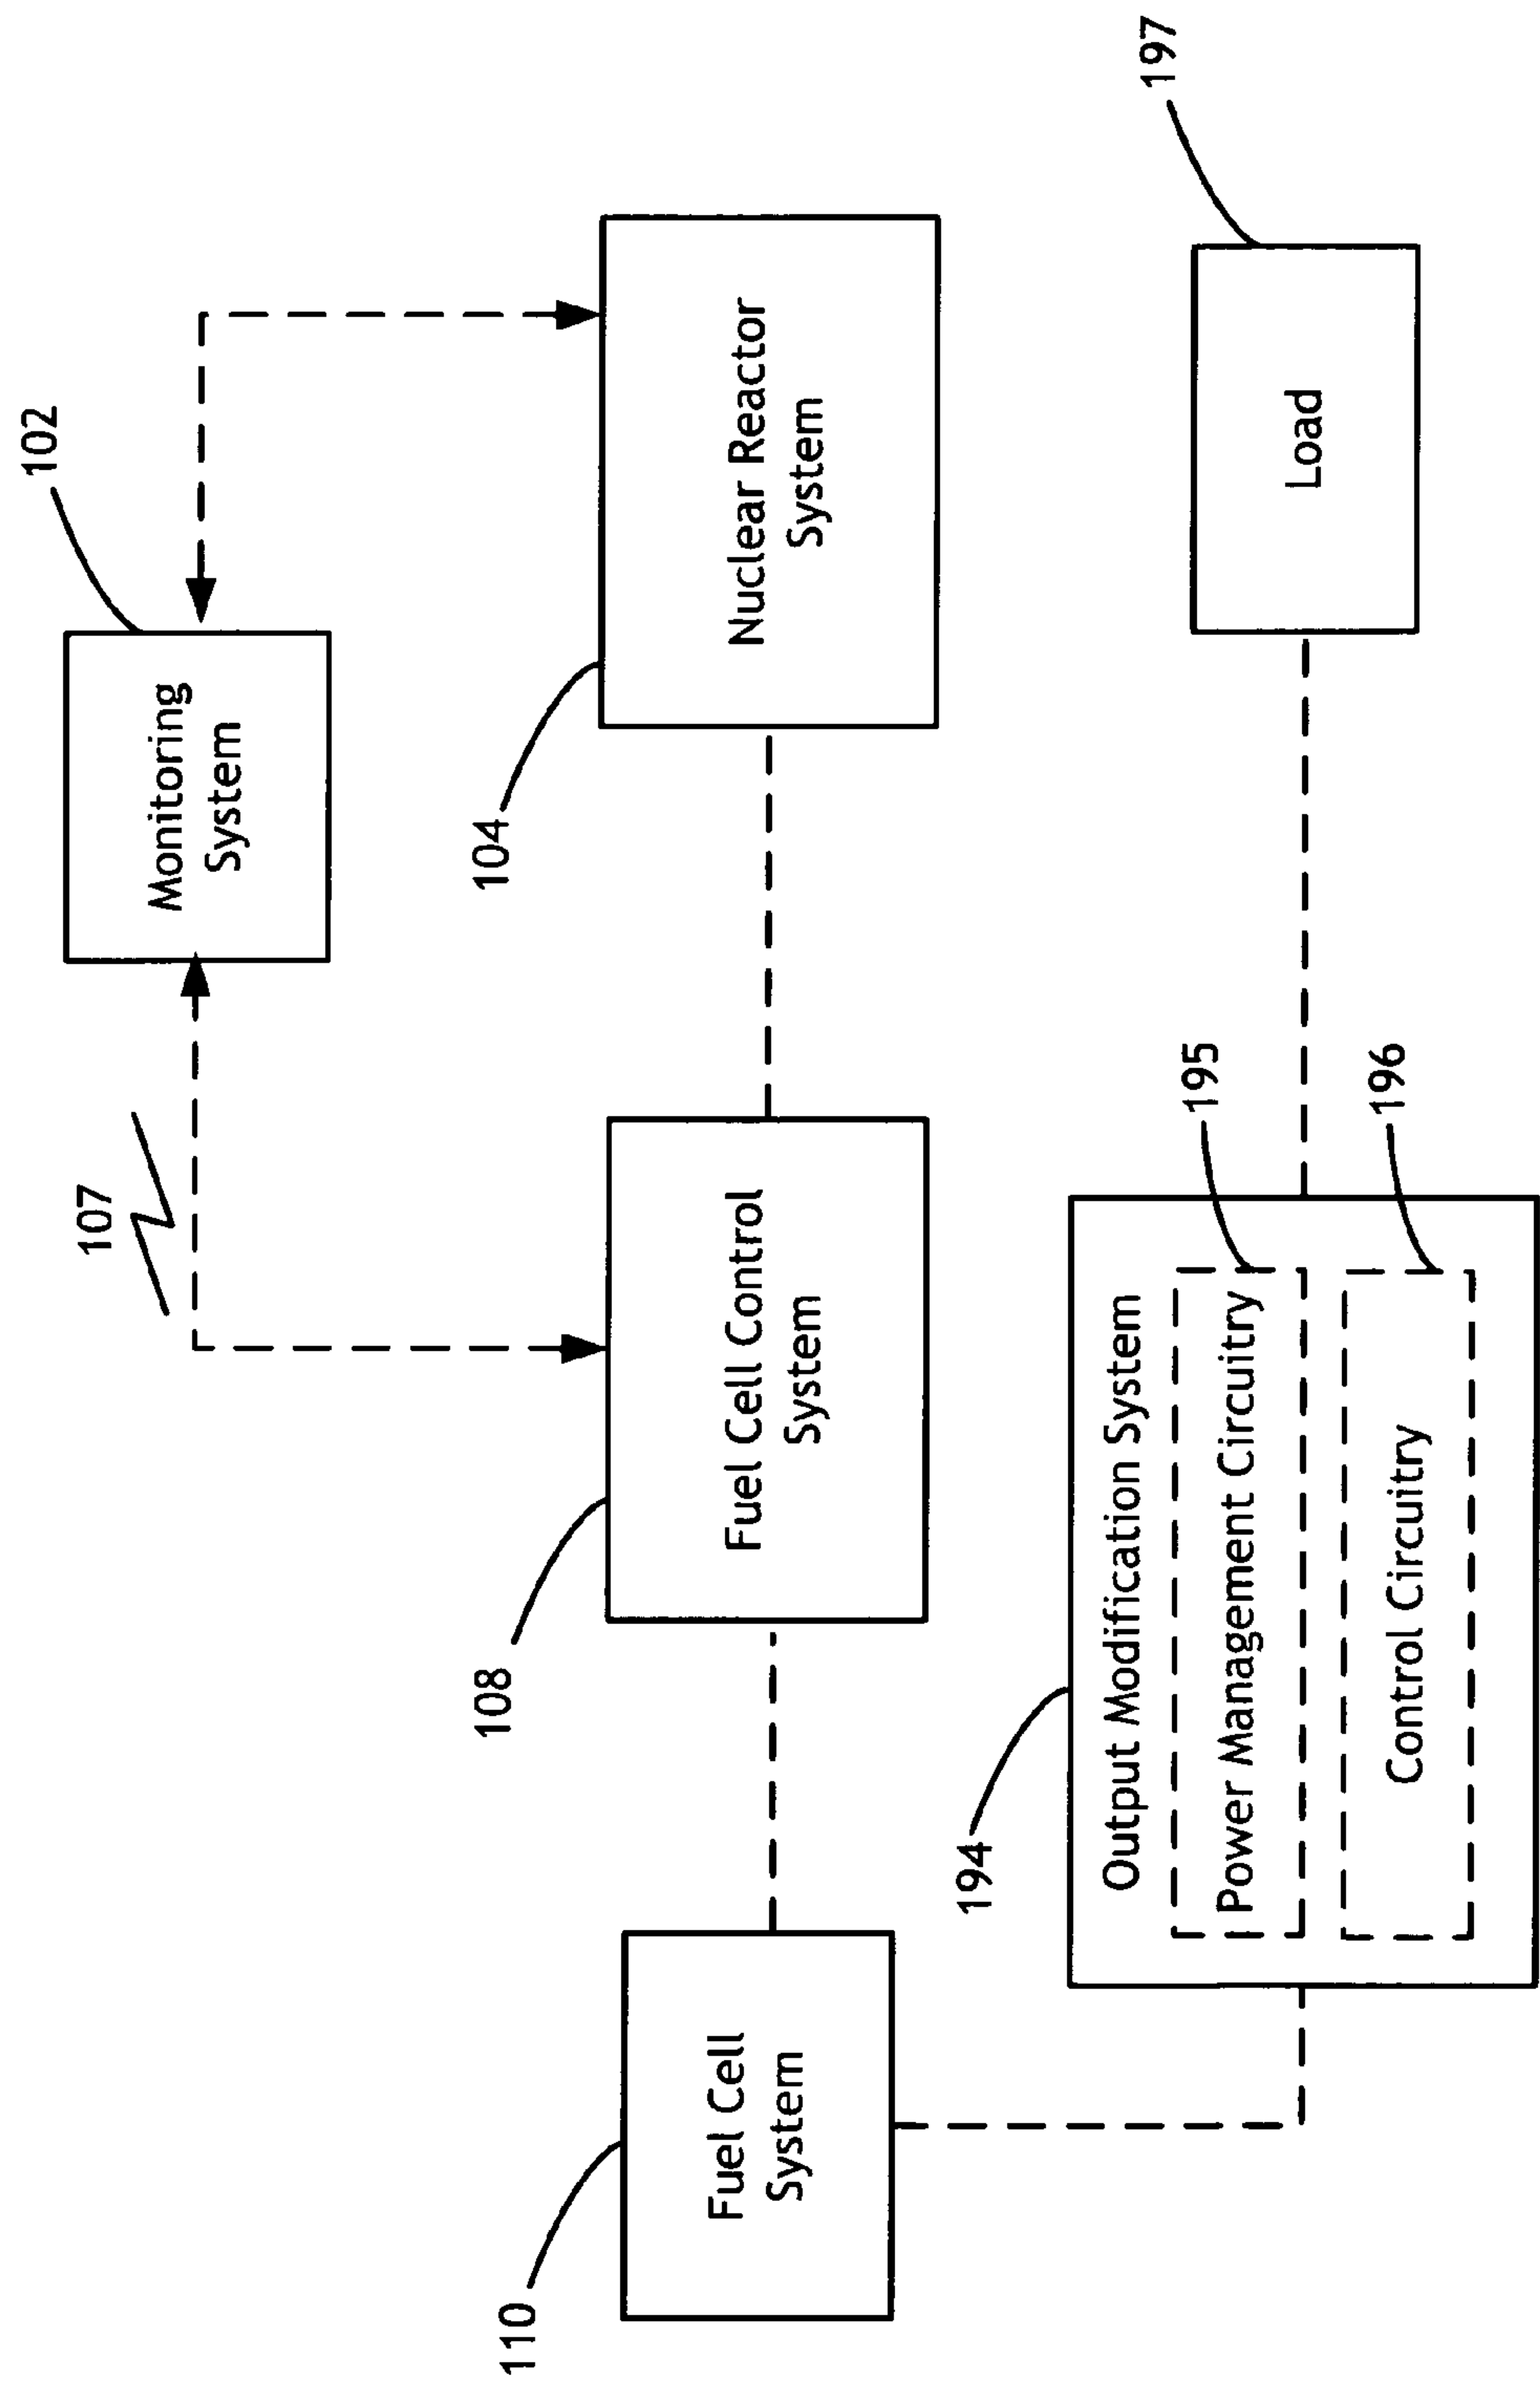 102
Monitoring
System
107
110
Fuel Cell
System
108
Fuel Cell Control
System
104
Nuclear Reactor
System
194
Output Modification System
195
Power Management Circuitry
196
Control Circuitry
197
Load